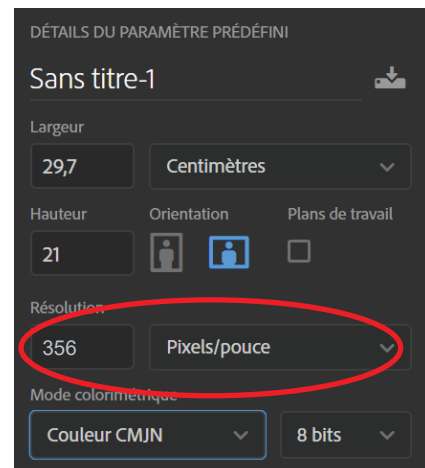 DÉTAILS DU PARAMÈTRE PRÉDÉFINI
Sans titre-1
Largeur
29,7 Centimètres
Hauteur Orientation Plans de travail
21
Résolution
356 Pixels/pouce
Mode colorimétrique
Couleur CMJN 8 bits